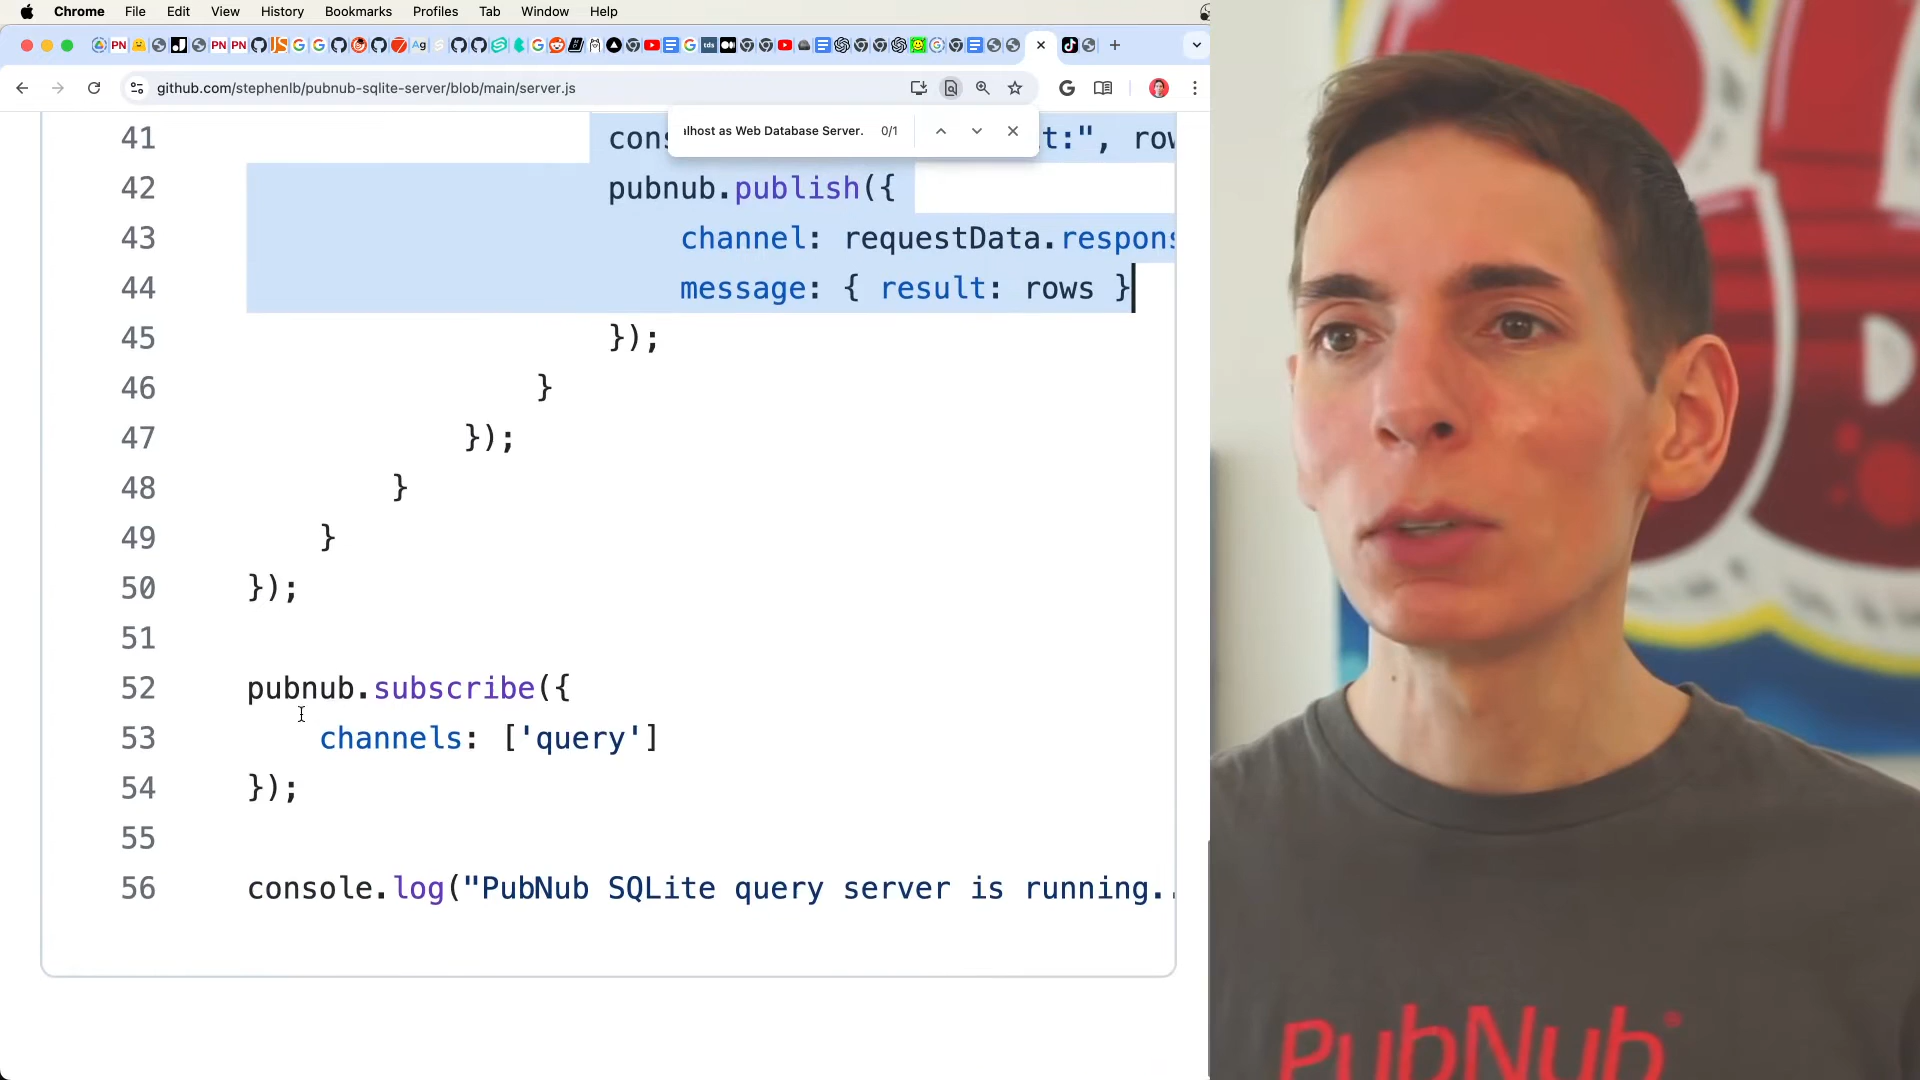 Chrome File Edit View History Bookmarks Profiles Tab Window Help
github.com/stephenlb/pubnub-sqlite-server/blob/main/server.js
lhost as Web Database Server. 0/1
41 cons t:", row
42 pubnub.publish({
43 channel: requestData.respons
44 message: { result: rows }
45 });
46 }
47 });
48 }
49 }
50 });
51
52 pubnub.subscribe({
53 channels: ['query']
54 });
55
56 console.log("PubNub SQLite query server is running..
PubNub